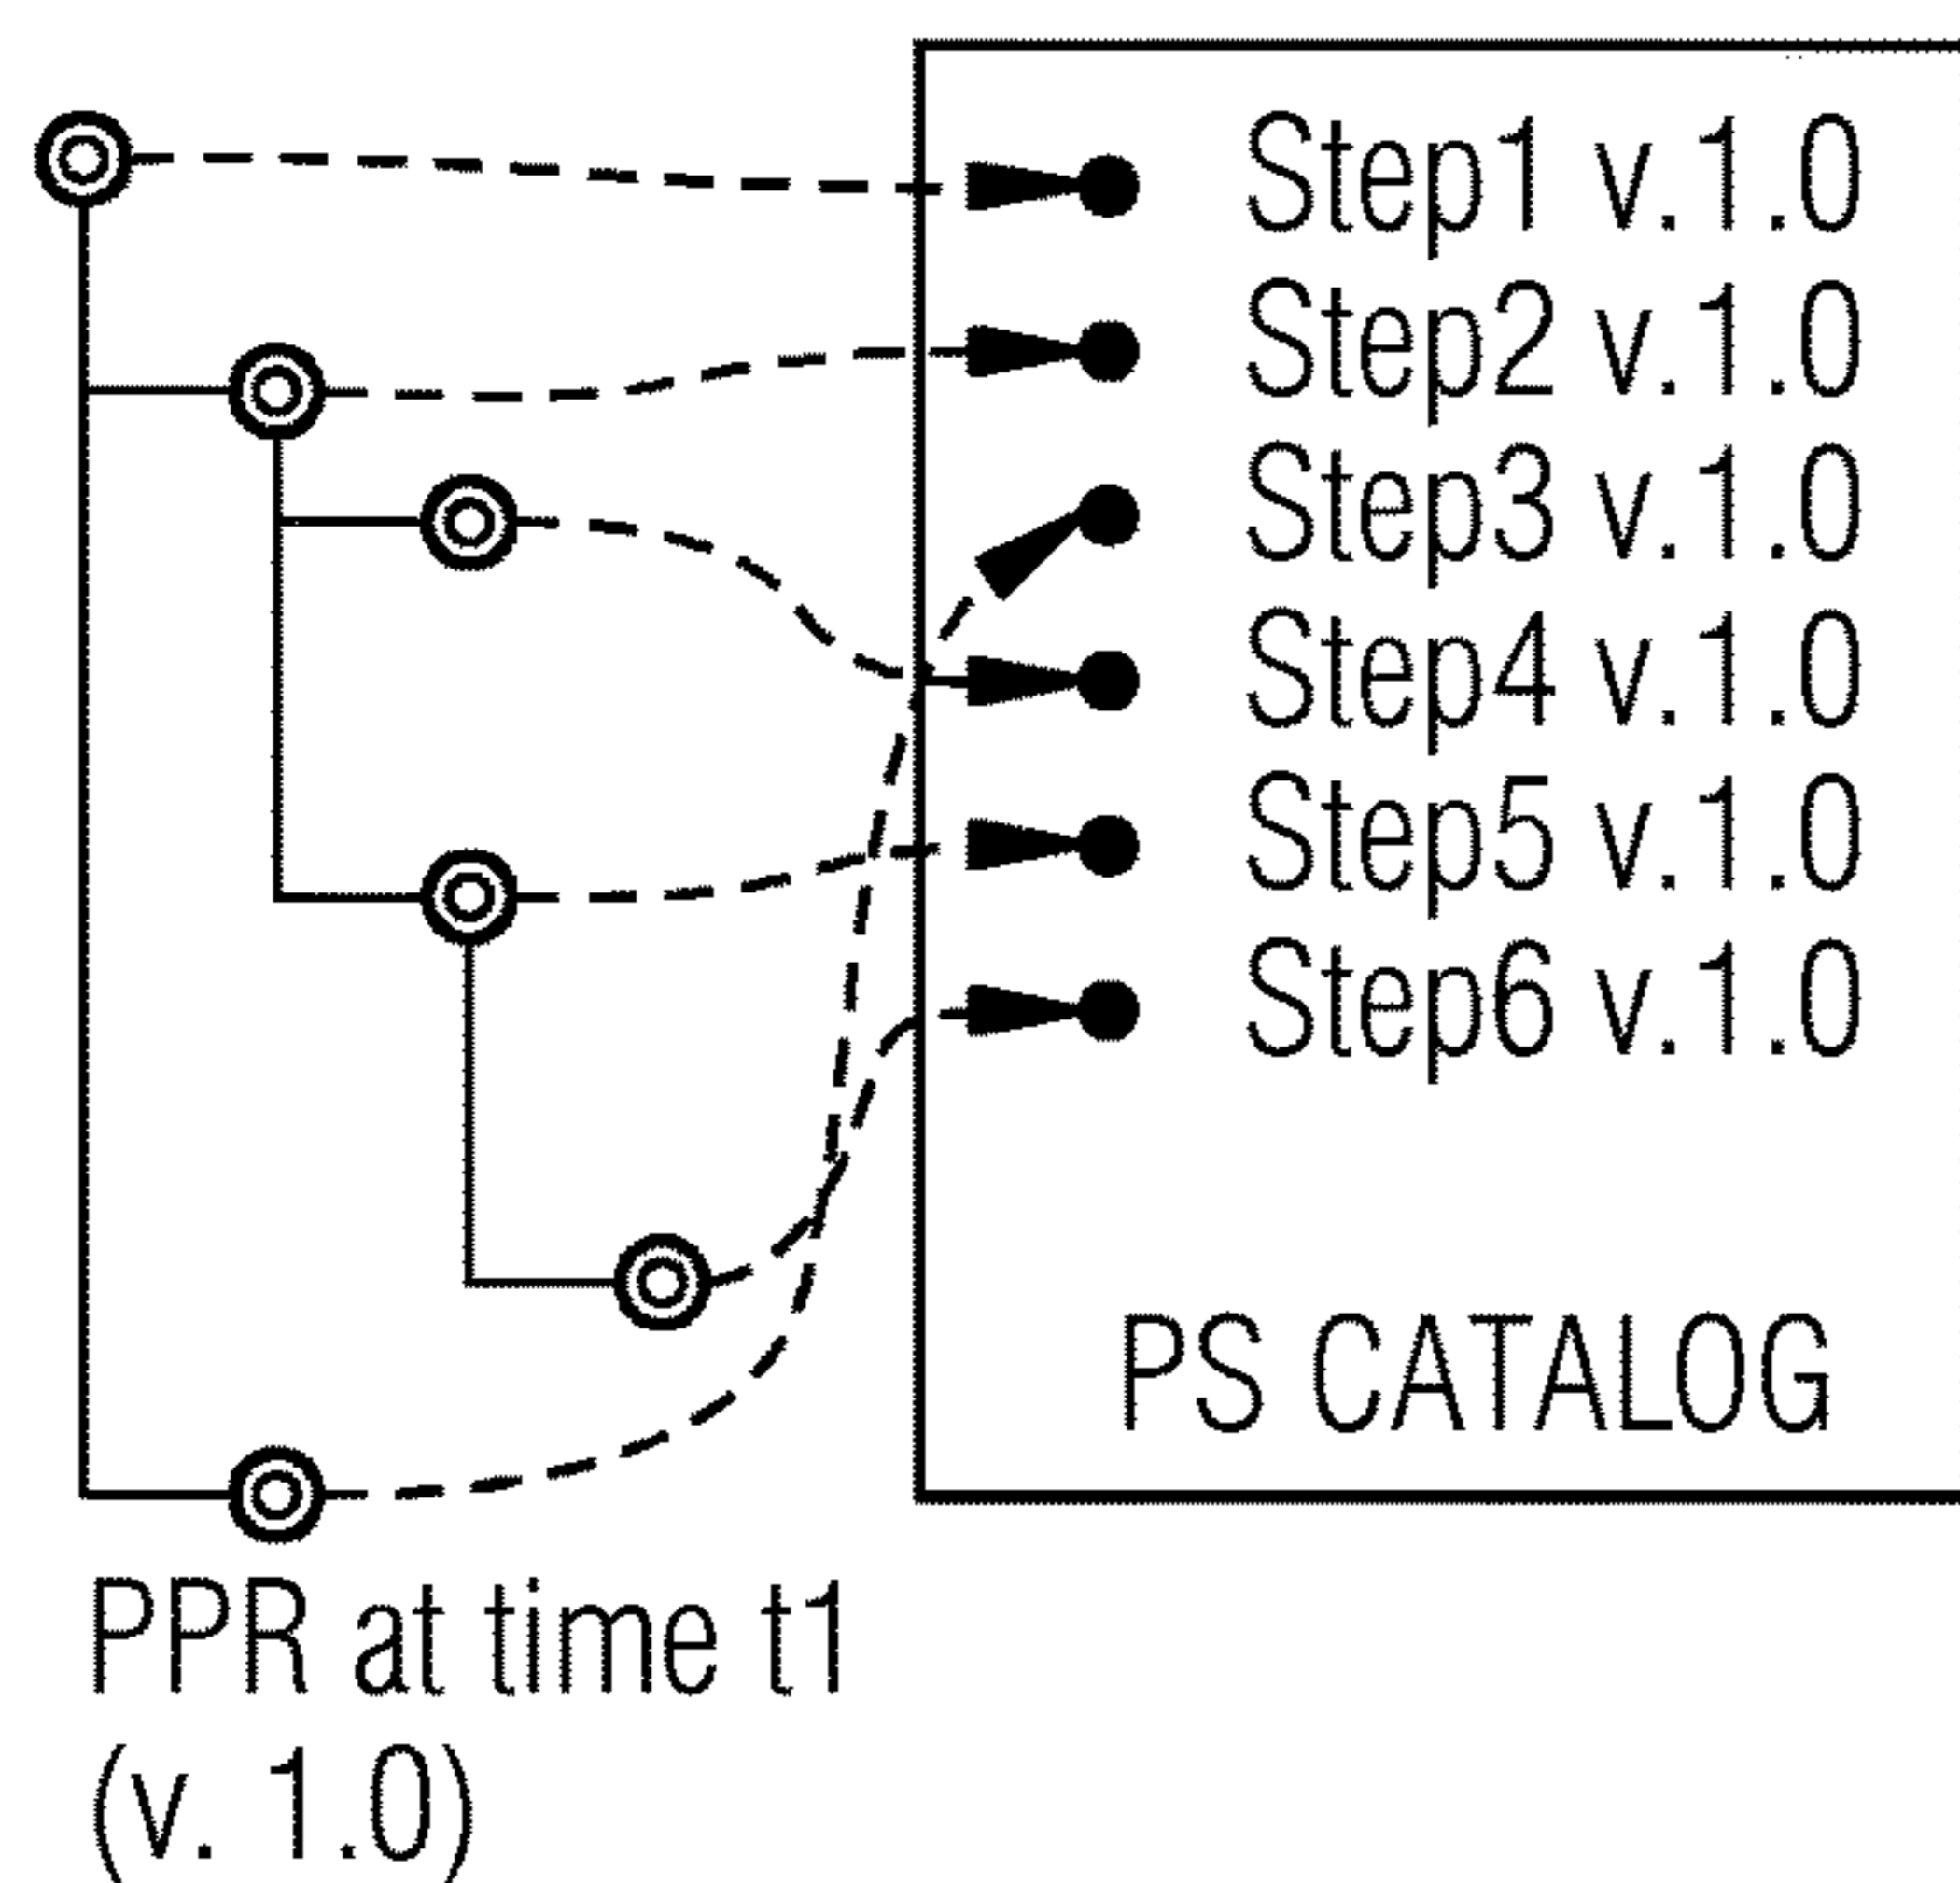 Step1 v.1.0
Step2 v.1.0
Step3 v.1.0
Step4 v.1.0
Step5 v.1.0
Step6 v.1.0
PS CATALOG
PPR at time t1
(v. 1.0)